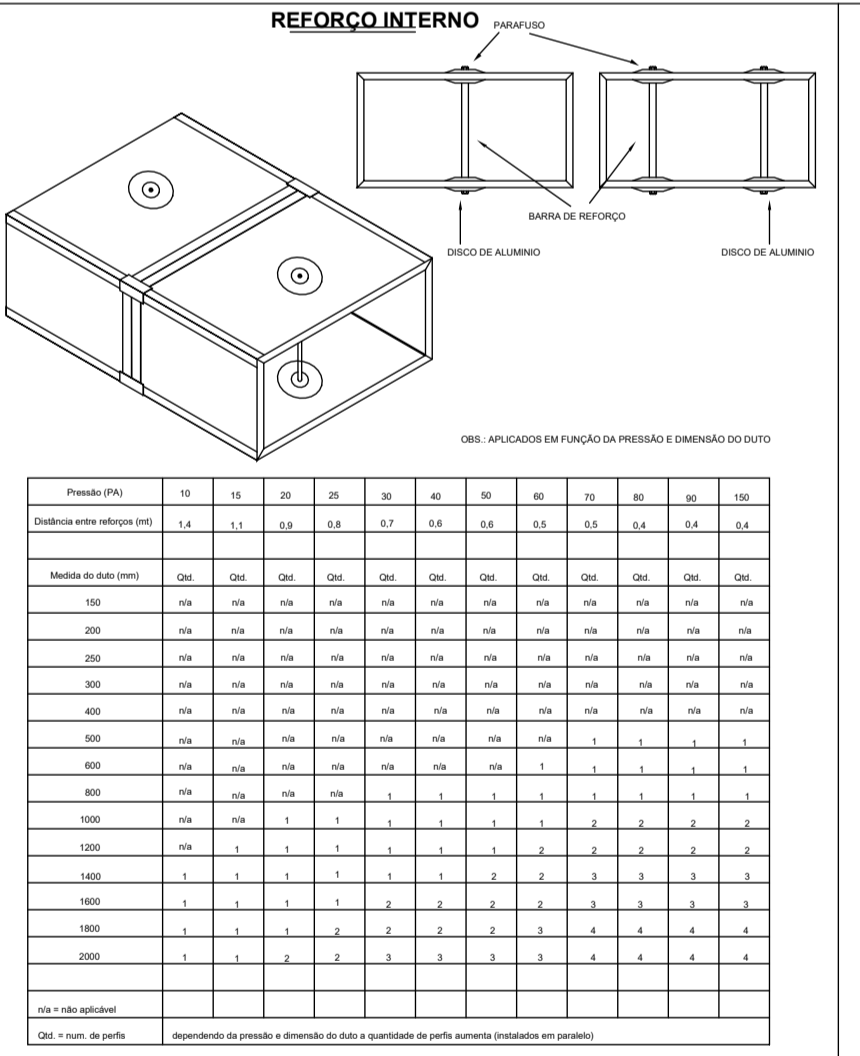 REFORÇO INTERNO
PARAFUSO
BARRA DE REFORÇO
DISCO DE ALUMINIO
DISCO DE ALUMINIO
OBS.: APLICADOS EM FUNÇÃO DA PRESSÃO E DIMENSÃO DO DUTO
Pressão (PA) 10 15 20 25 30 40 50 60 70 80 90 150
Distância entre reforços (mt) 1,4 1,1 0,9 0,8 0,7 0,6 0,6 0,5 0,5 0,4 0,4 0,4
Medida do duto (mm) Qtd. Qtd. Qtd. Qtd. Qtd. Qtd. Qtd. Qtd. Qtd. Qtd. Qtd. Qtd.
150 n/a n/a n/a n/a n/a n/a n/a n/a n/a n/a n/a n/a
200 n/a n/a n/a n/a n/a n/a n/a n/a n/a n/a n/a n/a
250 n/a n/a n/a n/a n/a n/a n/a n/a n/a n/a n/a n/a
300 n/a n/a n/a n/a n/a n/a n/a n/a n/a n/a n/a n/a
400 n/a n/a n/a n/a n/a n/a n/a n/a n/a n/a n/a n/a
500 n/a n/a n/a n/a n/a n/a n/a n/a 1 1 1 1
600 n/a n/a n/a n/a n/a n/a n/a 1 1 1 1 1
800 n/a n/a n/a n/a 1 1 1 1 1 1 1 1
1000 n/a n/a 1 1 1 1 1 1 2 2 2 2
1200 n/a 1 1 1 1 1 1 2 2 2 2 2
1400 1 1 1 1 1 1 2 2 3 3 3 3
1600 1 1 1 1 2 2 2 2 3 3 3 3
1800 1 1 1 2 2 2 2 3 4 4 4 4
2000 1 1 2 2 3 3 3 3 4 4 4 4
n/a = não aplicável
Qtd. = num. de perfis dependendo da pressão e dimensão do duto a quantidade de perfis aumenta (instalados em paralelo)